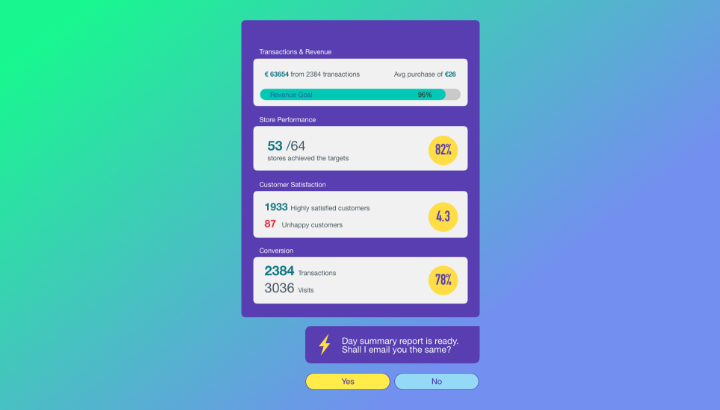 Transactions & Revenue
€ 63654 from 2384 transactions
Avg purchase of €26
Revenue Goal
96%
Store Performance
53 /64
stores achieved the targets
82%
Customer Satisfaction
1933 Highly satisfied customers
87 Unhappy customers
4.3
Conversion
2384 Transactions
3036 Visits
78%
Day summary report is ready.
Shall I email you the same?
Yes
No